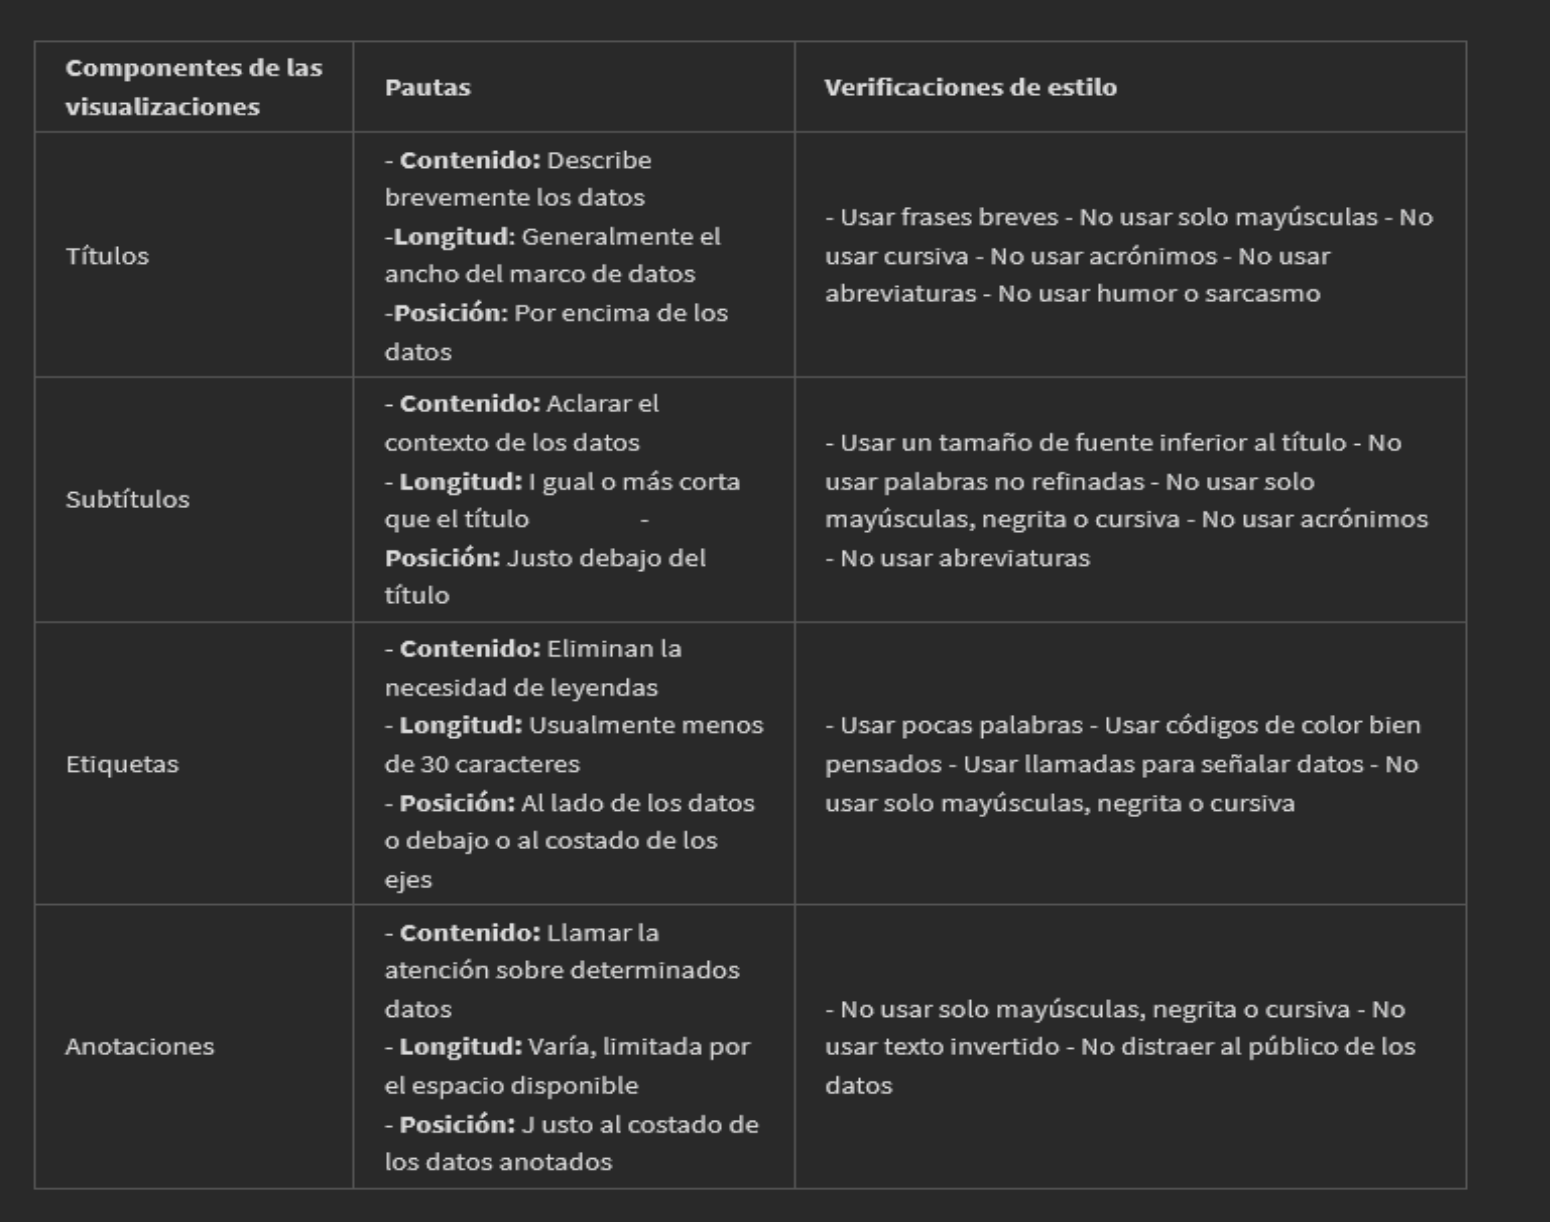 Componentes de las
visualizaciones
Pautas
Verificaciones de estilo
Títulos
- Contenido: Describe
brevemente los datos
-Longitud: Generalmente el
ancho del marco de datos
-Posición: Por encima de los
datos
- Usar frases breves - No usar solo mayúsculas - No
usar cursiva - No usar acrónimos - No usar
abreviaturas - No usar humor o sarcasmo
Subtítulos
- Contenido: Aclarar el
contexto de los datos
- Longitud: I gual o más corta
que el título -
Posición: Justo debajo del
título
- Usar un tamaño de fuente inferior al título - No
usar palabras no refinadas - No usar solo
mayúsculas, negrita o cursiva - No usar acrónimos
- No usar abreviaturas
Etiquetas
- Contenido: Eliminan la
necesidad de leyendas
- Longitud: Usualmente menos
de 30 caracteres
- Posición: Al lado de los datos
o debajo o al costado de los
ejes
- Usar pocas palabras - Usar códigos de color bien
pensados - Usar llamadas para señalar datos - No
usar solo mayúsculas, negrita o cursiva
Anotaciones
- Contenido: Llamar la
atención sobre determinados
datos
- Longitud: Varía, limitada por
el espacio disponible
- Posición: J usto al costado de
los datos anotados
- No usar solo mayúsculas, negrita o cursiva - No
usar texto invertido - No distraer al público de los
datos